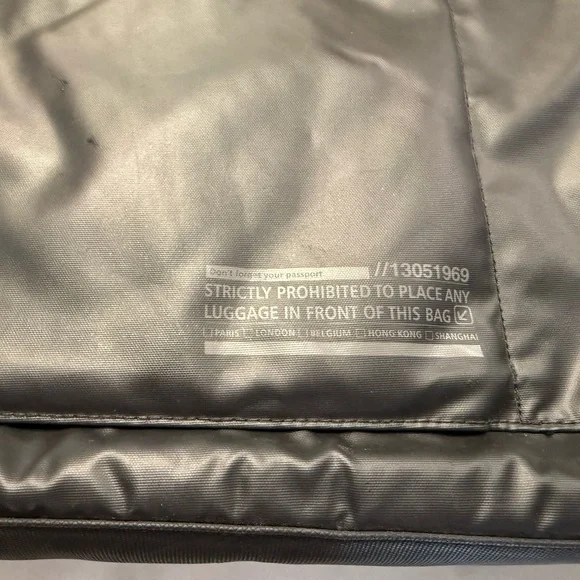 Don't forget your passport
//13051969
STRICTLY PROHIBITED TO PLACE ANY
LUGGAGE IN FRONT OF THIS BAG
PARIS LONDON BELGIUM HONG KONG SHANGHAI